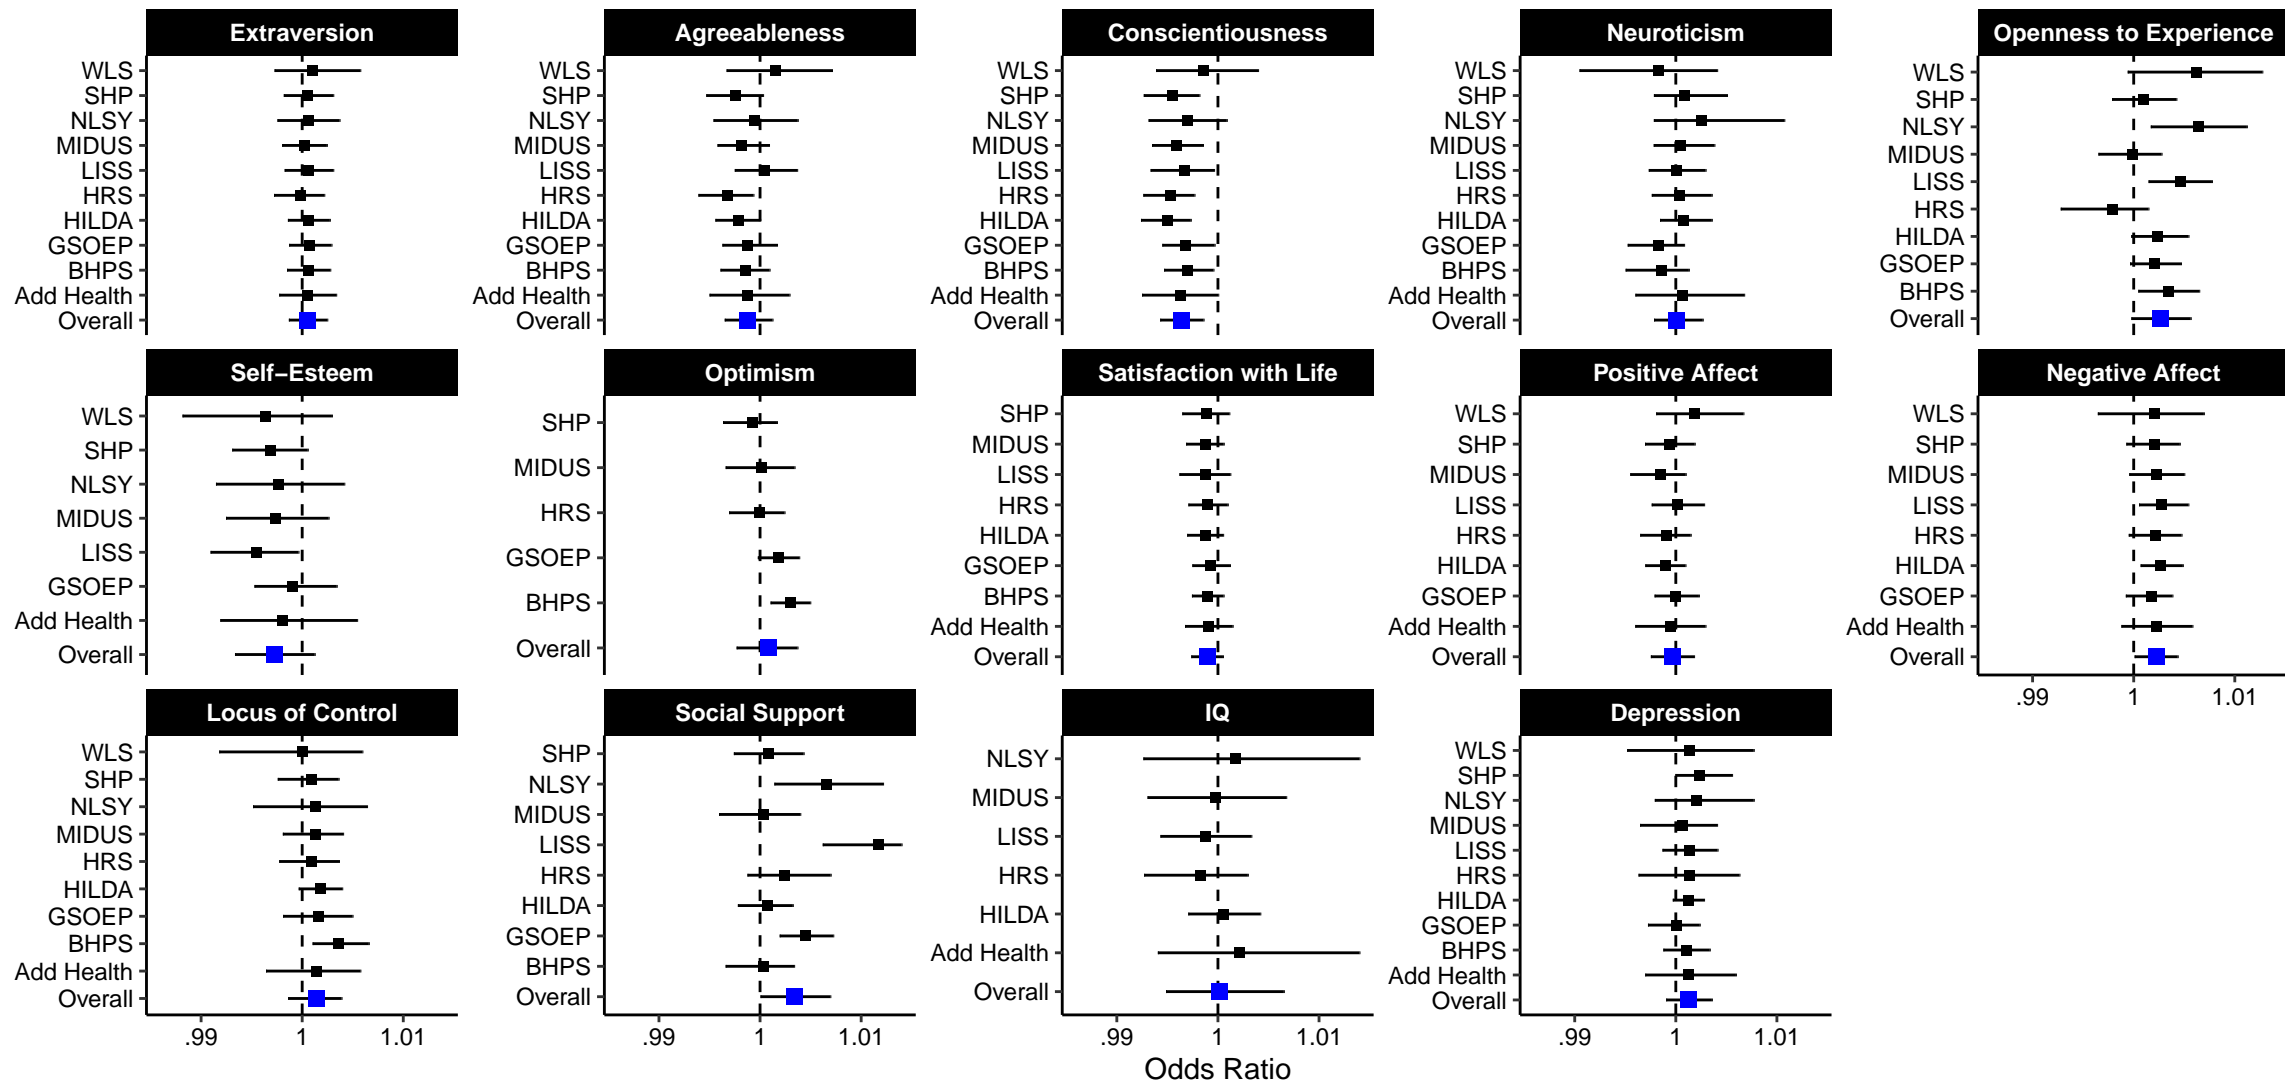 Extraversion
WLS
SHP
NLSY
MIDUS
LISS
HRS
HILDA
GSOEP
BHPS
Add Health
Overall
Agreeableness
WLS
SHP
NLSY
MIDUS
LISS
HRS
HILDA
GSOEP
BHPS
Add Health
Overall
Conscientiousness
WLS
SHP
NLSY
MIDUS
LISS
HRS
HILDA
GSOEP
BHPS
Add Health
Overall
Neuroticism
WLS
SHP
NLSY
MIDUS
LISS
HRS
HILDA
GSOEP
BHPS
Add Health
Overall
Openness to Experience
WLS
SHP
NLSY
MIDUS
LISS
HRS
HILDA
GSOEP
BHPS
Overall
Self−Esteem
WLS
SHP
NLSY
MIDUS
LISS
GSOEP
Add Health
Overall
Optimism
SHP
MIDUS
HRS
GSOEP
BHPS
Overall
Satisfaction with Life
SHP
MIDUS
LISS
HRS
HILDA
GSOEP
BHPS
Add Health
Overall
Positive Affect
WLS
SHP
MIDUS
LISS
HRS
HILDA
GSOEP
Add Health
Overall
Negative Affect
WLS
SHP
MIDUS
LISS
HRS
HILDA
GSOEP
Add Health
Overall
.99 1 1.01
Locus of Control
WLS
SHP
NLSY
MIDUS
HRS
HILDA
GSOEP
BHPS
Add Health
Overall
.99 1 1.01
Social Support
SHP
NLSY
MIDUS
LISS
HRS
HILDA
GSOEP
BHPS
Overall
.99 1 1.01
IQ
NLSY
MIDUS
LISS
HRS
HILDA
Add Health
Overall
.99 1 1.01
Depression
WLS
SHP
NLSY
MIDUS
LISS
HRS
HILDA
GSOEP
BHPS
Add Health
Overall
.99 1 1.01
Odds Ratio